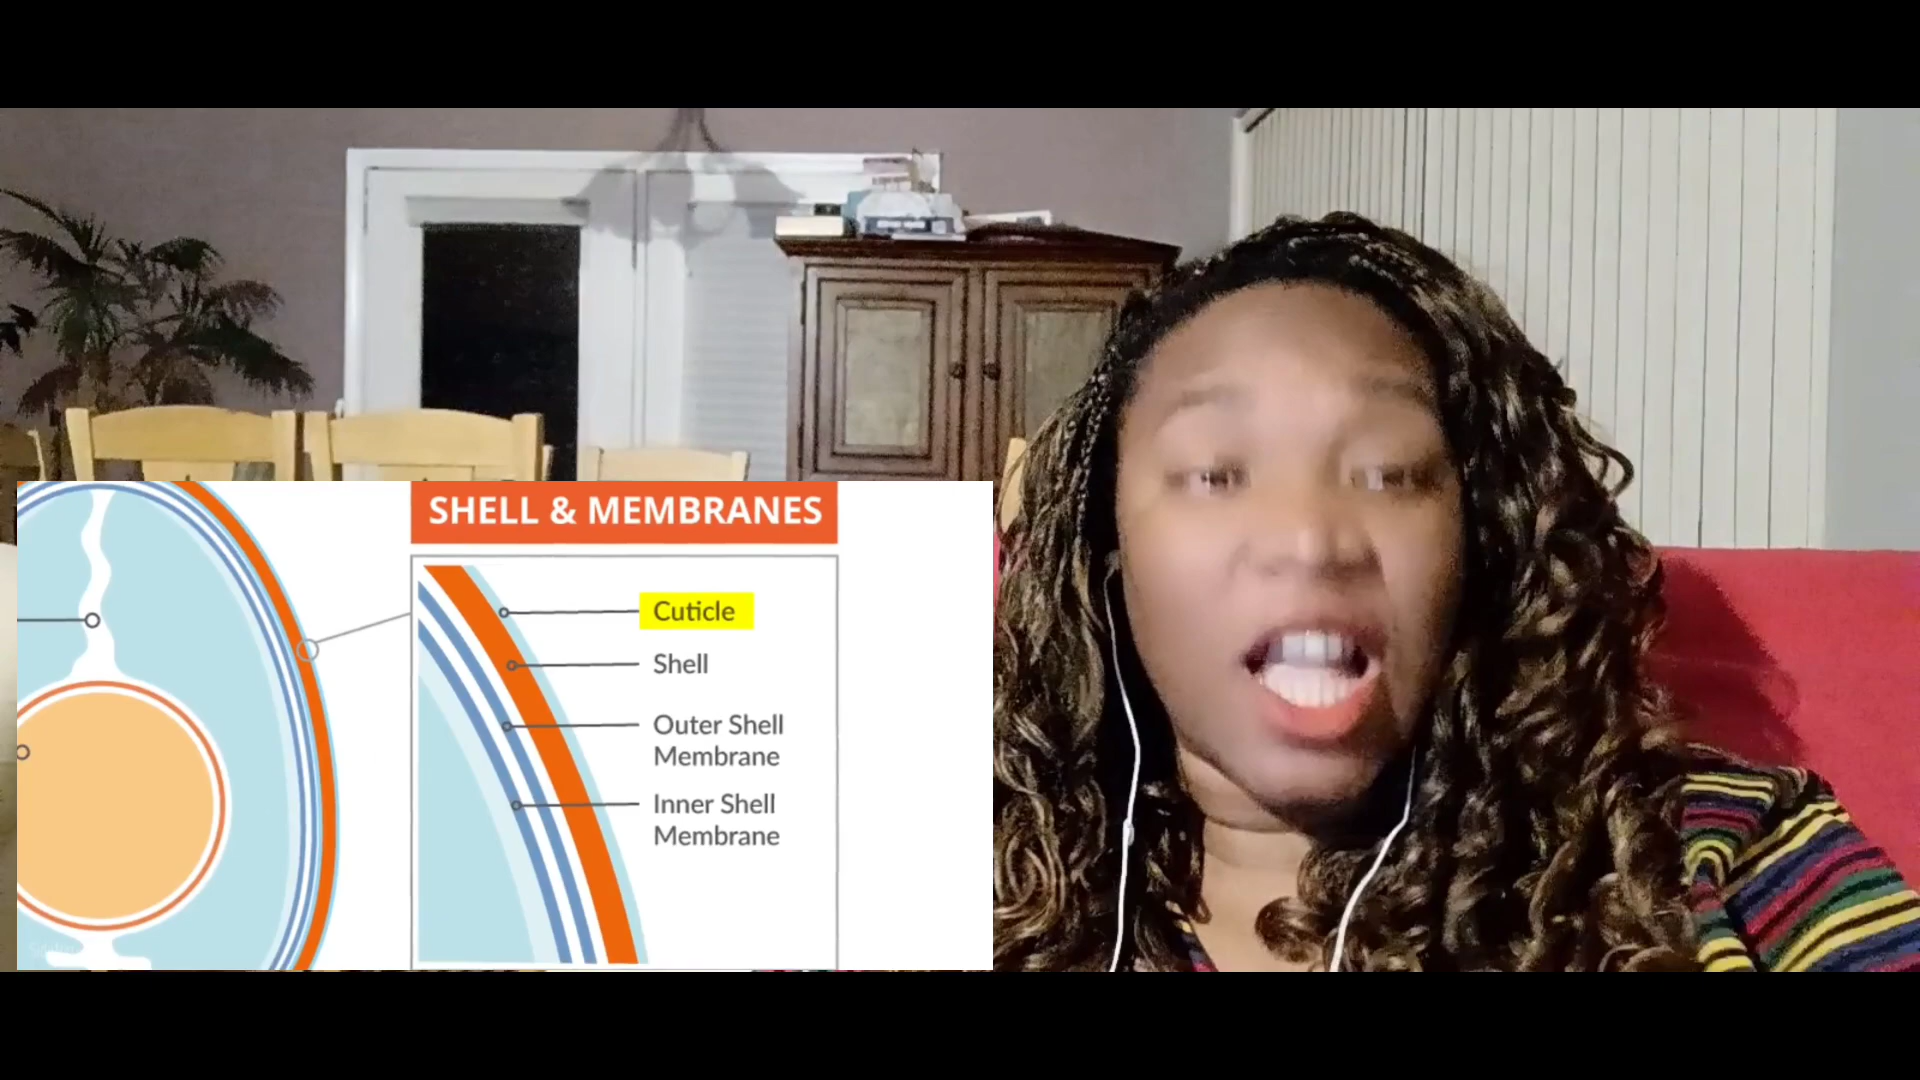 SHELL & MEMBRANES
Cuticle
Shell
Outer Shell
Membrane
Inner Shell
Membrane